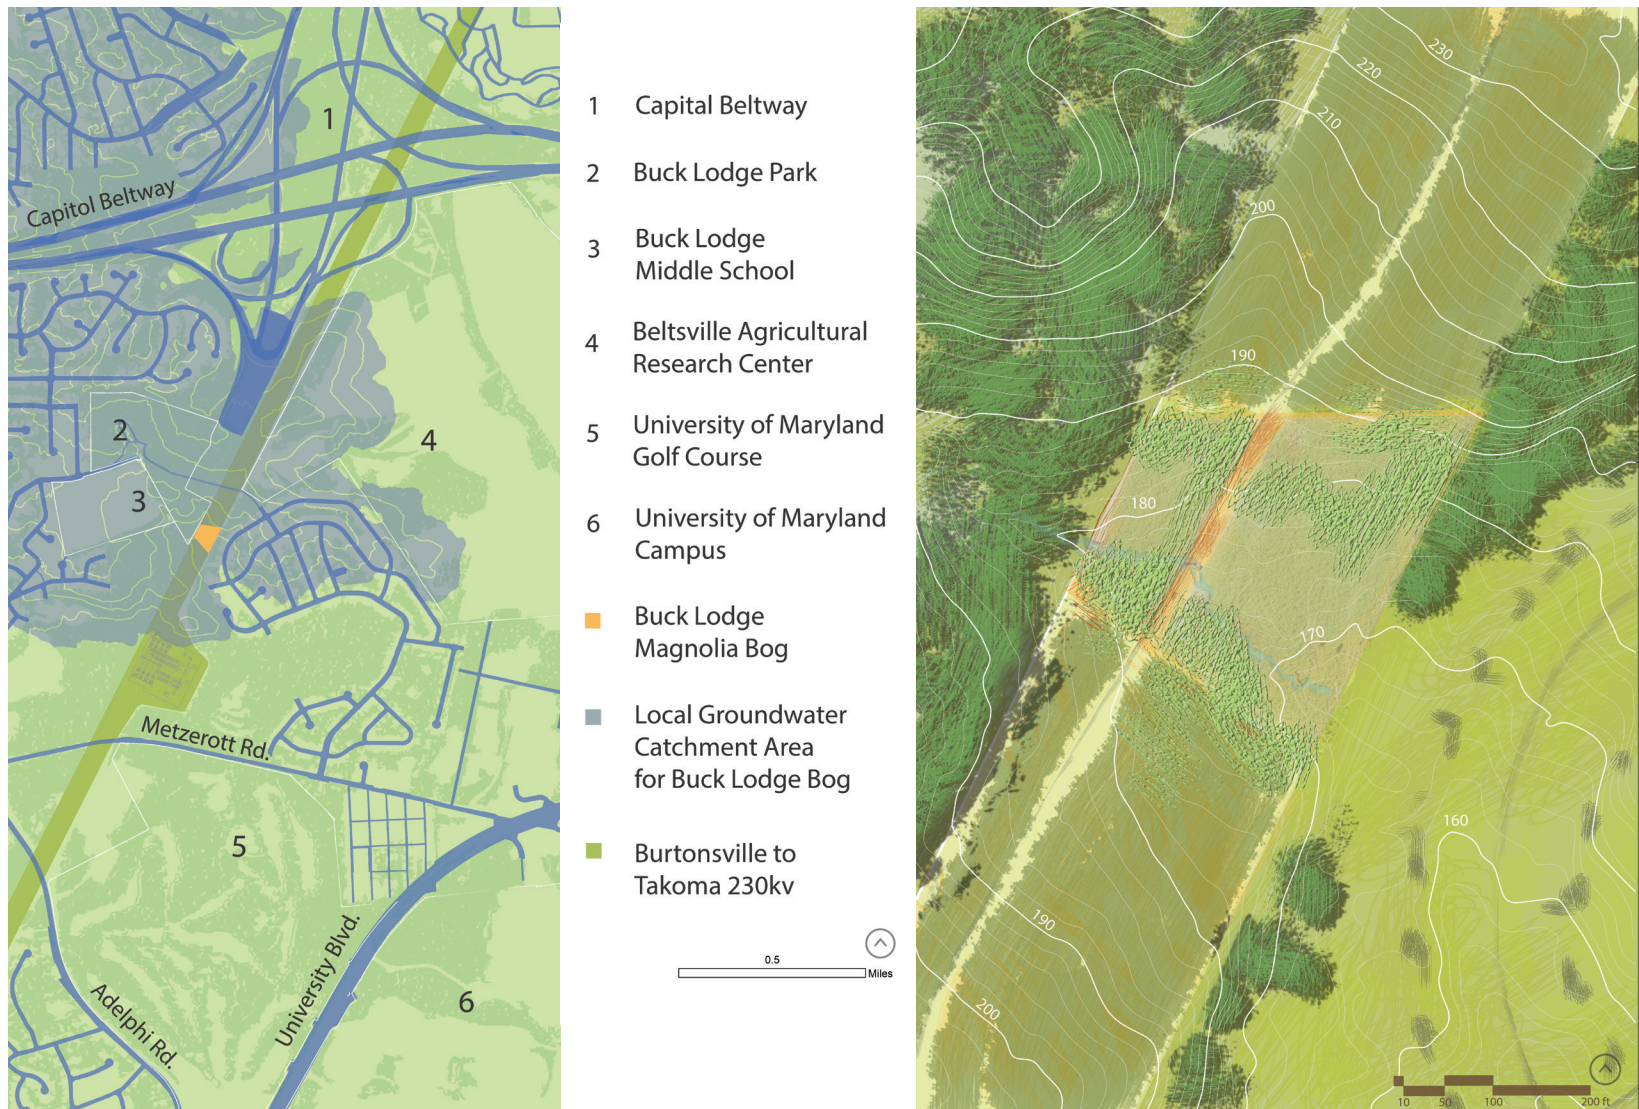 1
Capitol Beltway
2
3
4
Metzerott Rd.
5
University Blvd.
Adelphi Rd.
6
1 Capital Beltway
2 Buck Lodge Park
3 Buck Lodge
Middle School
4 Beltsville Agricultural
Research Center
5 University of Maryland
Golf Course
6 University of Maryland
Campus
Buck Lodge
Magnolia Bog
Local Groundwater
Catchment Area
for Buck Lodge Bog
Burtonsville to
Takoma 230kv
0.5
Miles
230
220
210
200
190
180
170
160
190
200
10 50 100 200 ft